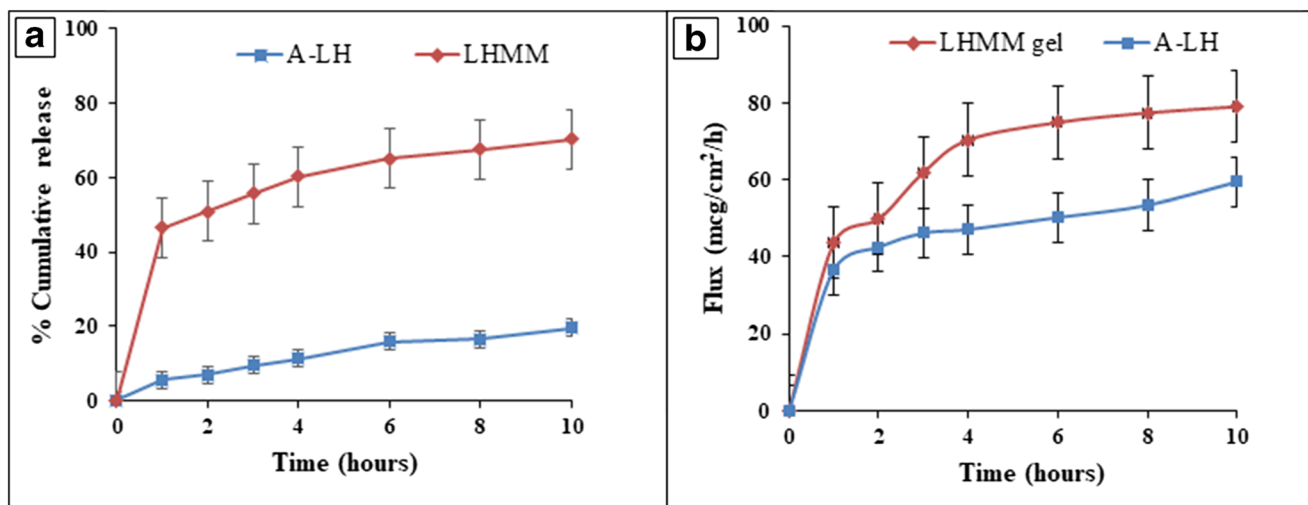 a
A-LH LHMM
% Cumulative release
100
80
60
40
20
0
0 2 4 6 8 10
Time (hours)
b
LHMM gel A-LH
Flux (mcg/cm²/h)
100
80
60
40
20
0
0 2 4 6 8 10
Time (hours)